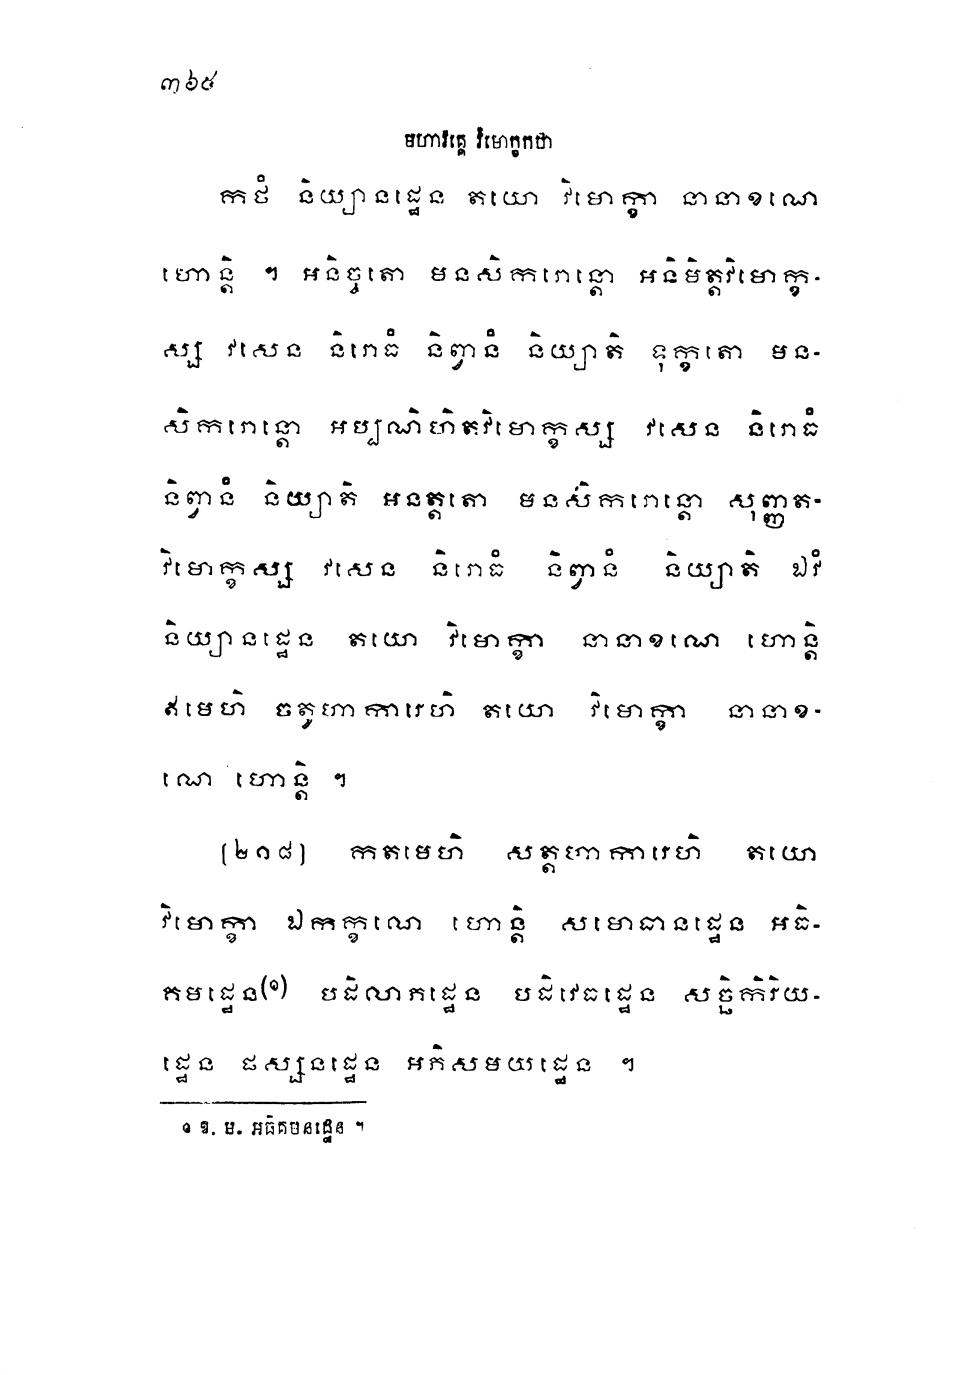 ៣៦៥
មហាវគ្គេ វិមោក្ខកថា
កថំ និយ្យានដ្ឋេន តយោ វិមោក្ខា នានាខណេ
ហោន្តិ ។ អនិច្ចតោ មនសិករោន្តោ អនិមិត្តវិមោក្ខ-
ស្ស វសេន និរោធំ និព្វានំ និយ្យាតិ ទុក្ខតោ មន-
សិករោន្តោ អប្បណិហិតវិមោក្ខស្ស វសេន និរោធំ
និព្វានំ និយ្យាតិ អនត្តតោ មនសិករោន្តោ សុញ្ញត-
វិមោក្ខស្ស វសេន និរោធំ និព្វានំ និយ្យាតិ ឯវំ
និយ្យានដ្ឋេន តយោ វិមោក្ខា នានាខណេ ហោន្តិ
ឥមេហិ ចតូហាការេហិ តយោ វិមោក្ខា នានាខ-
ណេ ហោន្តិ ។
(២១៨) កតមេហិ សត្តហាការេហិ តយោ
វិមោក្ខា ឯកក្ខណេ ហោន្តិ សមោធានដ្ឋេន អធិ-
គមដ្ឋេន(១) បដិលាភដ្ឋេន បដិវេធដ្ឋេន សច្ឆិកិរិយ-
ដ្ឋេន ផស្សនដ្ឋេន អភិសមយដ្ឋេន ។
១ ឱ. ម. អធិគមនដ្ឋេន ។